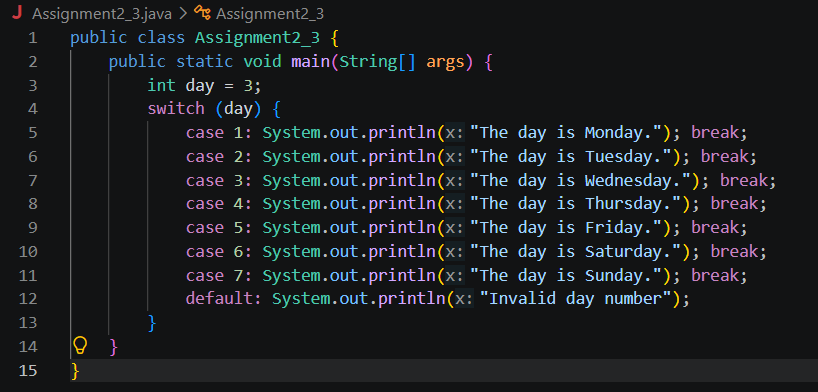 Assignment2_3.java > Assignment2_3
1 public class Assignment2_3 {
2     public static void main(String[] args) {
3         int day = 3;
4         switch (day) {
5             case 1: System.out.println(x: "The day is Monday."); break;
6             case 2: System.out.println(x: "The day is Tuesday."); break;
7             case 3: System.out.println(x: "The day is Wednesday."); break;
8             case 4: System.out.println(x: "The day is Thursday."); break;
9             case 5: System.out.println(x: "The day is Friday."); break;
10             case 6: System.out.println(x: "The day is Saturday."); break;
11             case 7: System.out.println(x: "The day is Sunday."); break;
12             default: System.out.println(x: "Invalid day number");
13         }
14     }
15 }